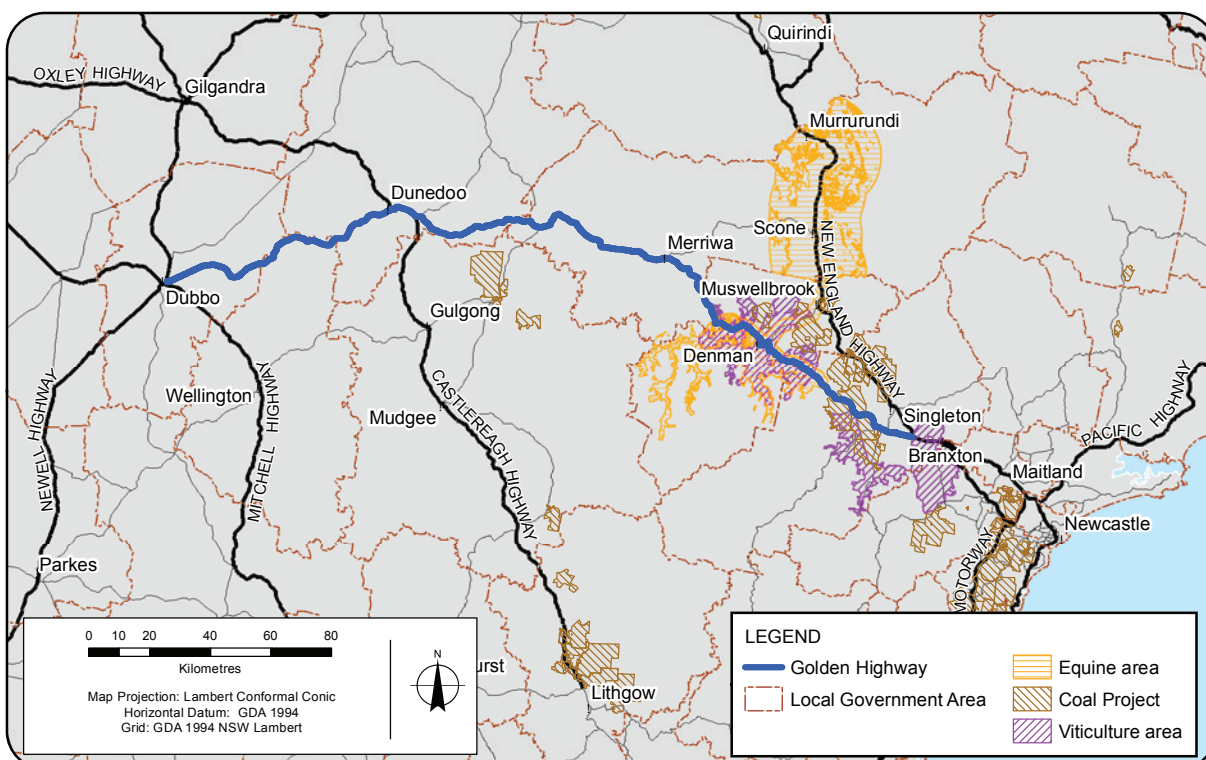 Quirindi
OXLEY HIGHWAY
Gilgandra
Murrurundi
Dunedoo
Scone
NEW ENGLAND HIGHWAY
Merriwa
Dubbo
Muswellbrook
Gulgong
Denman
NEWELL HIGHWAY
Wellington
MITCHELL HIGHWAY
CASTLEREAGH HIGHWAY
Mudgee
Singleton
PACIFIC HIGHWAY
Branxton
Maitland
Newcastle
MOTORWAY
Parkes
urst
Lithgow
0 10 20 40 60 80
Kilometres
Map Projection: Lambert Conformal Conic
Horizontal Datum: GDA 1994
Grid: GDA 1994 NSW Lambert
N
LEGEND
Golden Highway
Local Government Area
Equine area
Coal Project
Viticulture area